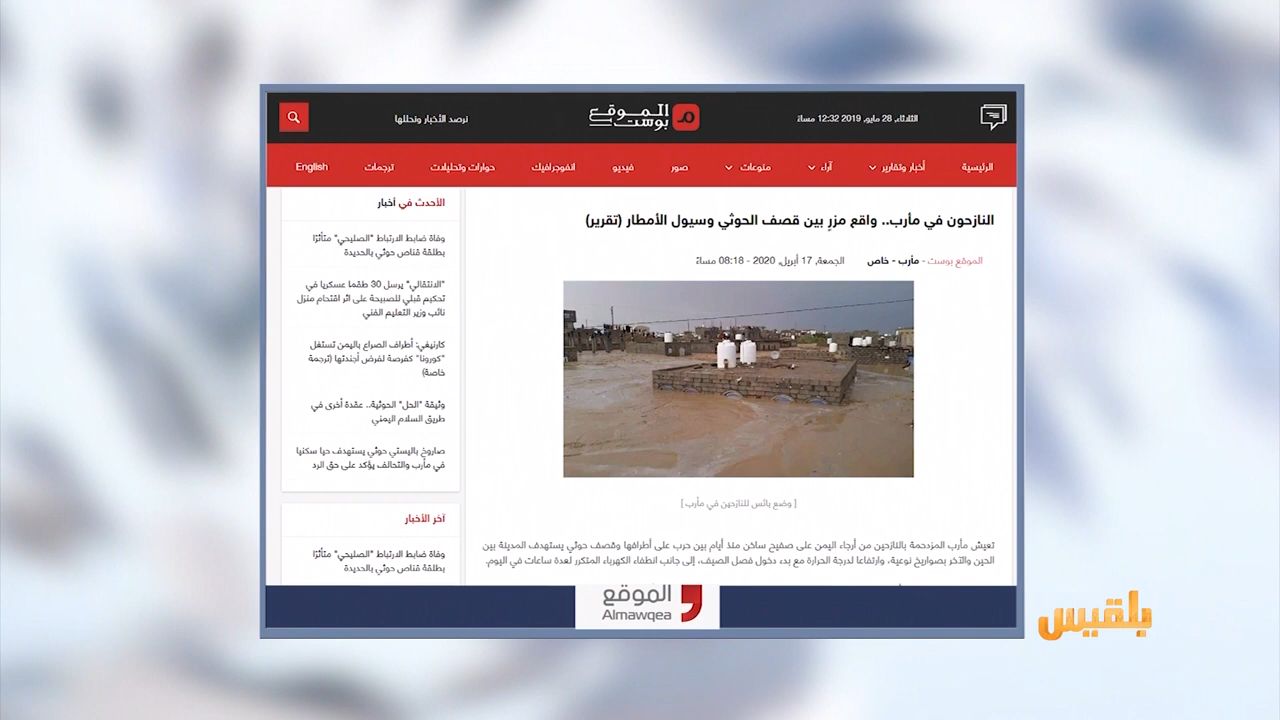 الثلاثاء, 28 مايو, 2019 12:32 مساءً
الموقع
بوست
نرصد الأخبار ونحللها
الرئيسية أخبار وتقارير آراء منوعات صور فيديو انفوجرافيك حوارات وتحليلات ترجمات English
النازحون في مأرب.. واقع مزرٍ بين قصف الحوثي وسيول الأمطار (تقرير)
الموقع بوست - مأرب - خاص
الجمعة, 17 أبريل, 2020 - 08:18 مساءً
[ وضع بائس للنازحين في مأرب ]
تعيش مأرب المزدحمة بالنازحين من أرجاء اليمن على صفيح ساخن منذ أيام بين حرب على أطرافها وقصف حوثي يستهدف المدينة بين
الحين والآخر بصواريخ نوعية، وارتفاعا لدرجة الحرارة مع بدء دخول فصل الصيف، إلى جانب انطفاء الكهرباء المتكرر لعدة ساعات في اليوم.
الأحدث في أخبار
وفاة ضابط الارتباط "الصليحي" متأثرًا
بطلقة قناص حوثي بالحديدة
"الانتقالي" يرسل 30 طقما عسكريا في
تحكيم قبلي للصبيحة على اثر اقتحام منزل
نائب وزير التعليم الفني
كارنيغي: أطراف الصراع باليمن تستغل
"كورونا" كفرصة لفرض أجندتها (ترجمة
خاصة)
وثيقة "الحل" الحوثية.. عقدة أخرى في
طريق السلام اليمني
صاروخ باليستي حوثي يستهدف حيا سكنيا
في مأرب والتحالف يؤكد على حق الرد
آخر الأخبار
وفاة ضابط الارتباط "الصليحي" متأثرًا
بطلقة قناص حوثي بالحديدة
الموقع
Almawqea
بلقيس